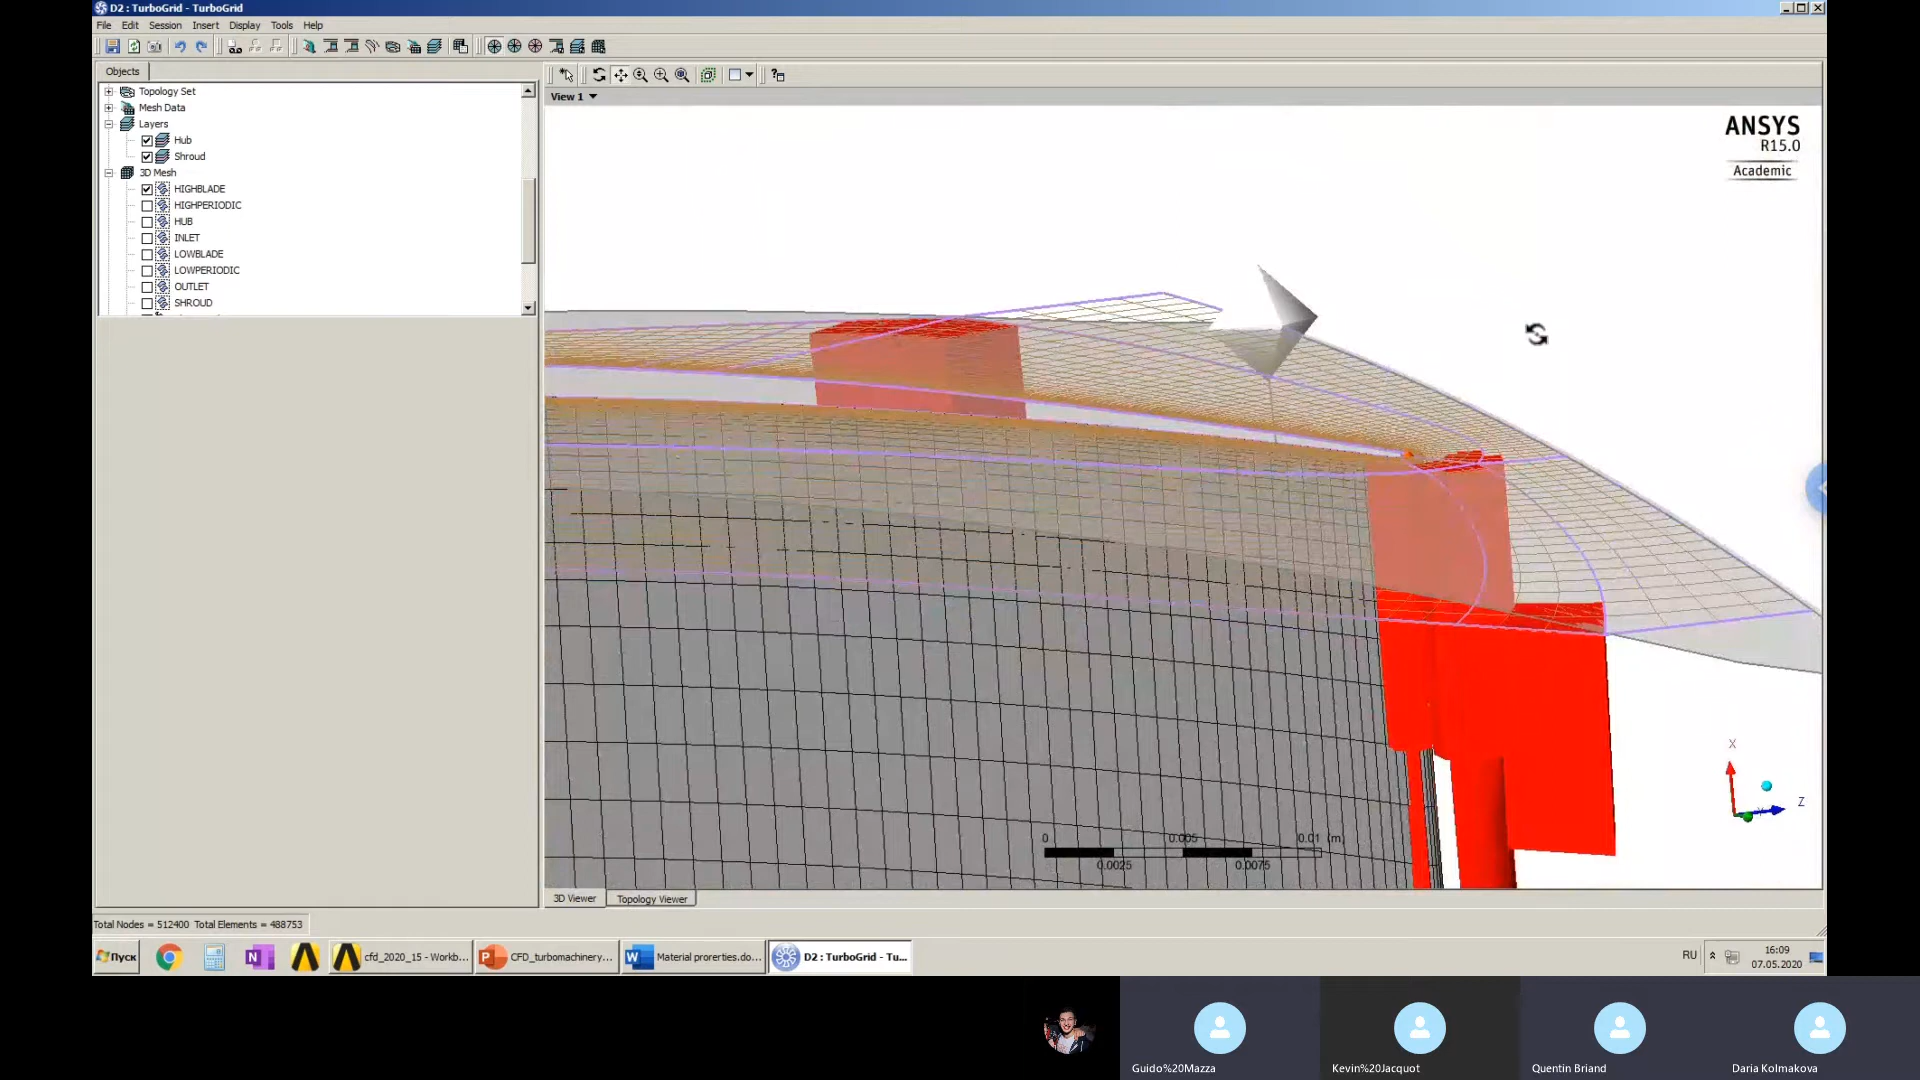 D2 : TurboGrid - TurboGrid
File Edit Session Insert Display Tools Help
Objects
Topology Set
Mesh Data
Layers
Hub
Shroud
3D Mesh
HIGHBLADE
HIGHPERIODIC
HUB
INLET
LOWBLADE
LOWPERIODIC
OUTLET
SHROUD
View 1
ANSYS
R15.0
Academic
X
Z
0 0.005 0.01 (m)
0.0025 0.0075
3D Viewer Topology Viewer
Total Nodes = 512400 Total Elements = 488753
Пуск cfd_2020_15 - Workb... CFD_turbomachinery... Material prorerties.do... D2 : TurboGrid - Tu... RU 16:09
07.05.2020
Guido%20Mazza Kevin%20Jacquot Quentin Briand Daria Kolmakova